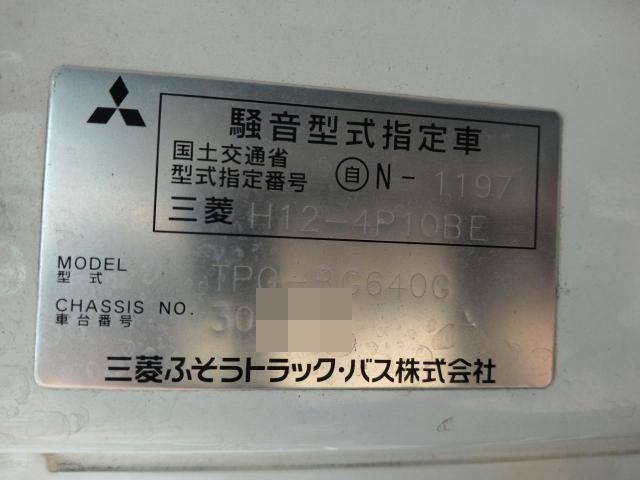 騒音型式指定車
国土交通省
型式指定番号 自 N- 1197
三菱 H12-4P10BE
MODEL
型式 TPG-BG640G
CHASSIS NO.
車台番号 30
三菱ふそうトラック・バス株式会社